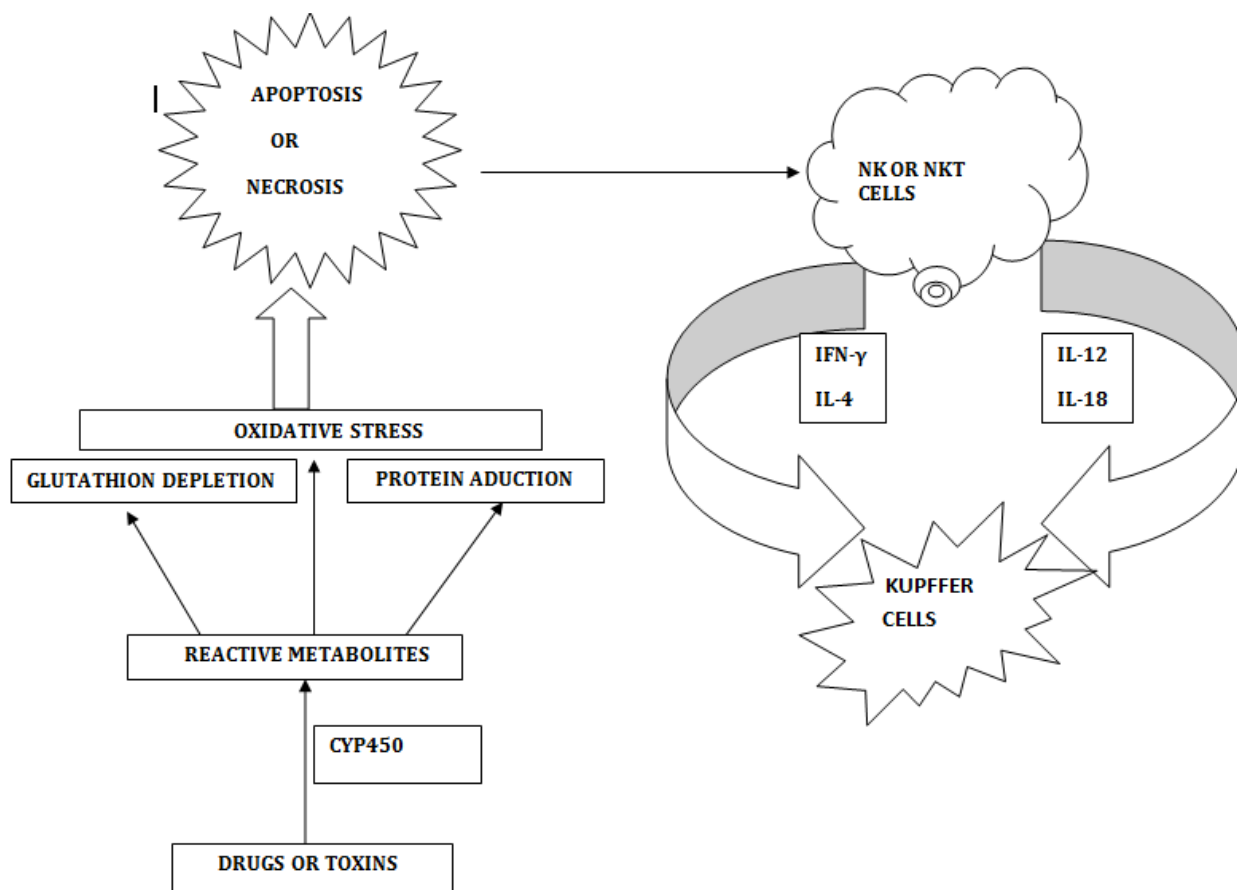 APOPTOSIS
OR
NECROSIS
NK OR NKT
CELLS
IFN-γ
IL-4
IL-12
IL-18
OXIDATIVE STRESS
GLUTATHION DEPLETION
PROTEIN ADUCTION
KUPFFER
CELLS
REACTIVE METABOLITES
CYP450
DRUGS OR TOXINS